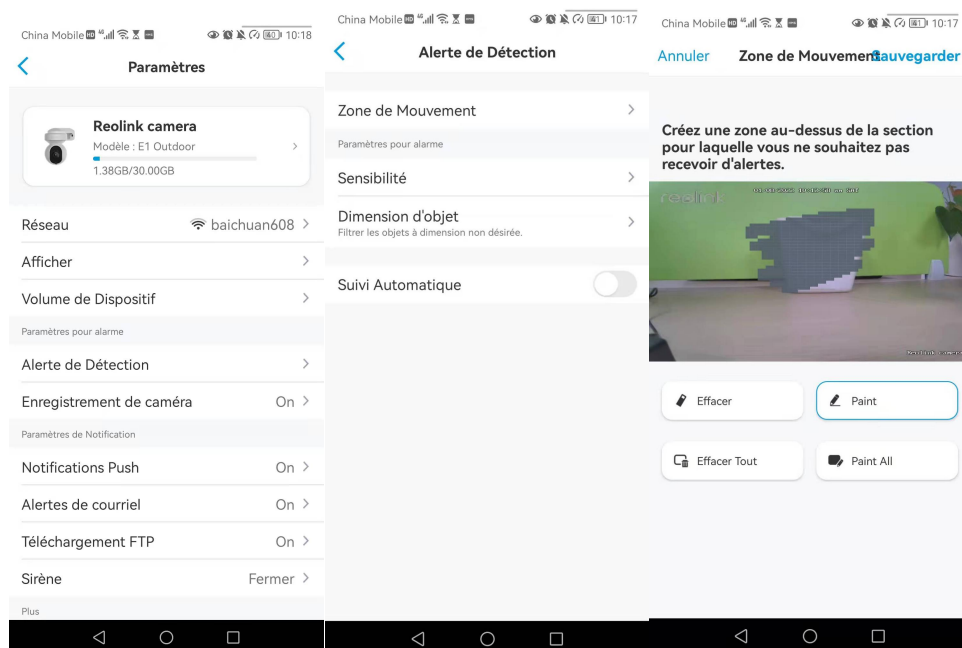 China Mobile 10:18
Paramètres
Reolink camera
Modèle : E1 Outdoor
1.38GB/30.00GB
Réseau baichuan608
Afficher
Volume de Dispositif
Paramètres pour alarme
Alerte de Détection
Enregistrement de caméra On
Paramètres de Notification
Notifications Push On
Alertes de courriel On
Téléchargement FTP On
Sirène Fermer
Plus
China Mobile 10:17
Alerte de Détection
Zone de Mouvement
Paramètres pour alarme
Sensibilité
Dimension d'objet
Filtrer les objets à dimension non désirée.
Suivi Automatique
China Mobile 10:17
Annuler Zone de Mouvement Sauvegarder
Créez une zone au-dessus de la section
pour laquelle vous ne souhaitez pas
recevoir d'alertes.
reolink
Reolink camera
Effacer Paint
Effacer Tout Paint All